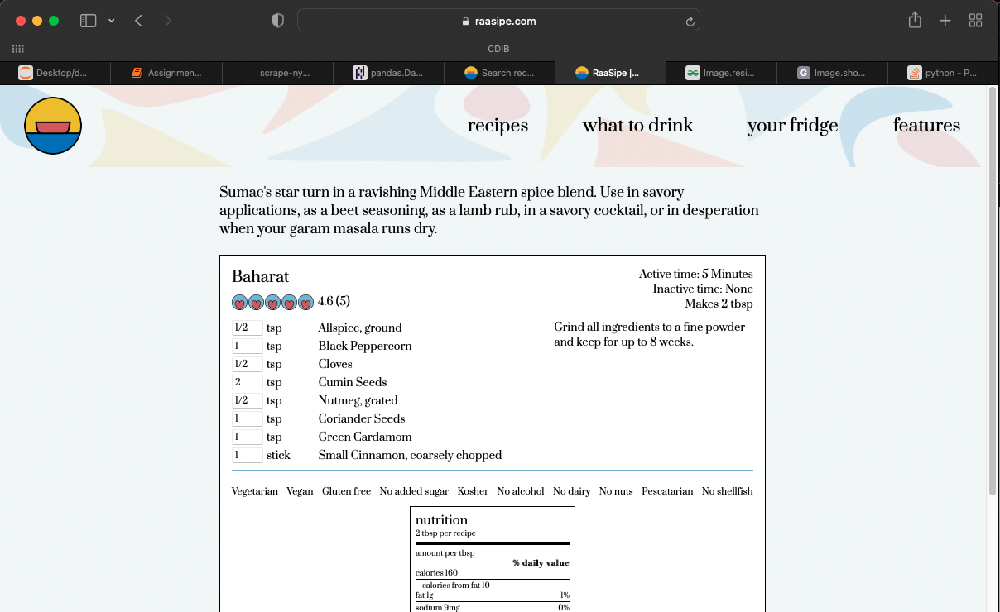 raasipe.com
CDIB
Desktop/d...
Assignmen...
scrape-ny...
pandas.Da...
Search rec...
RaaSipe |...
Image.resi...
G
Image.sho...
python - P...
recipes
what to drink
your fridge
features
Sumac's star turn in a ravishing Middle Eastern spice blend. Use in savory
applications, as a beet seasoning, as a lamb rub, in a savory cocktail, or in desperation
when your garam masala runs dry.
Baharat
4.6 (5)
Active time: 5 Minutes
Inactive time: None
Makes 2 tbsp
1/2 tsp Allspice, ground
1 tsp Black Peppercorn
1/2 tsp Cloves
2 tsp Cumin Seeds
1/2 tsp Nutmeg, grated
1 tsp Coriander Seeds
1 tsp Green Cardamom
1 stick Small Cinnamon, coarsely chopped
Grind all ingredients to a fine powder
and keep for up to 8 weeks.
Vegetarian Vegan Gluten free No added sugar Kosher No alcohol No dairy No nuts Pescatarian No shellfish
nutrition
2 tbsp per recipe
amount per tbsp
% daily value
calories 160
calories from fat 10
fat 1g 1%
sodium 9mg 0%